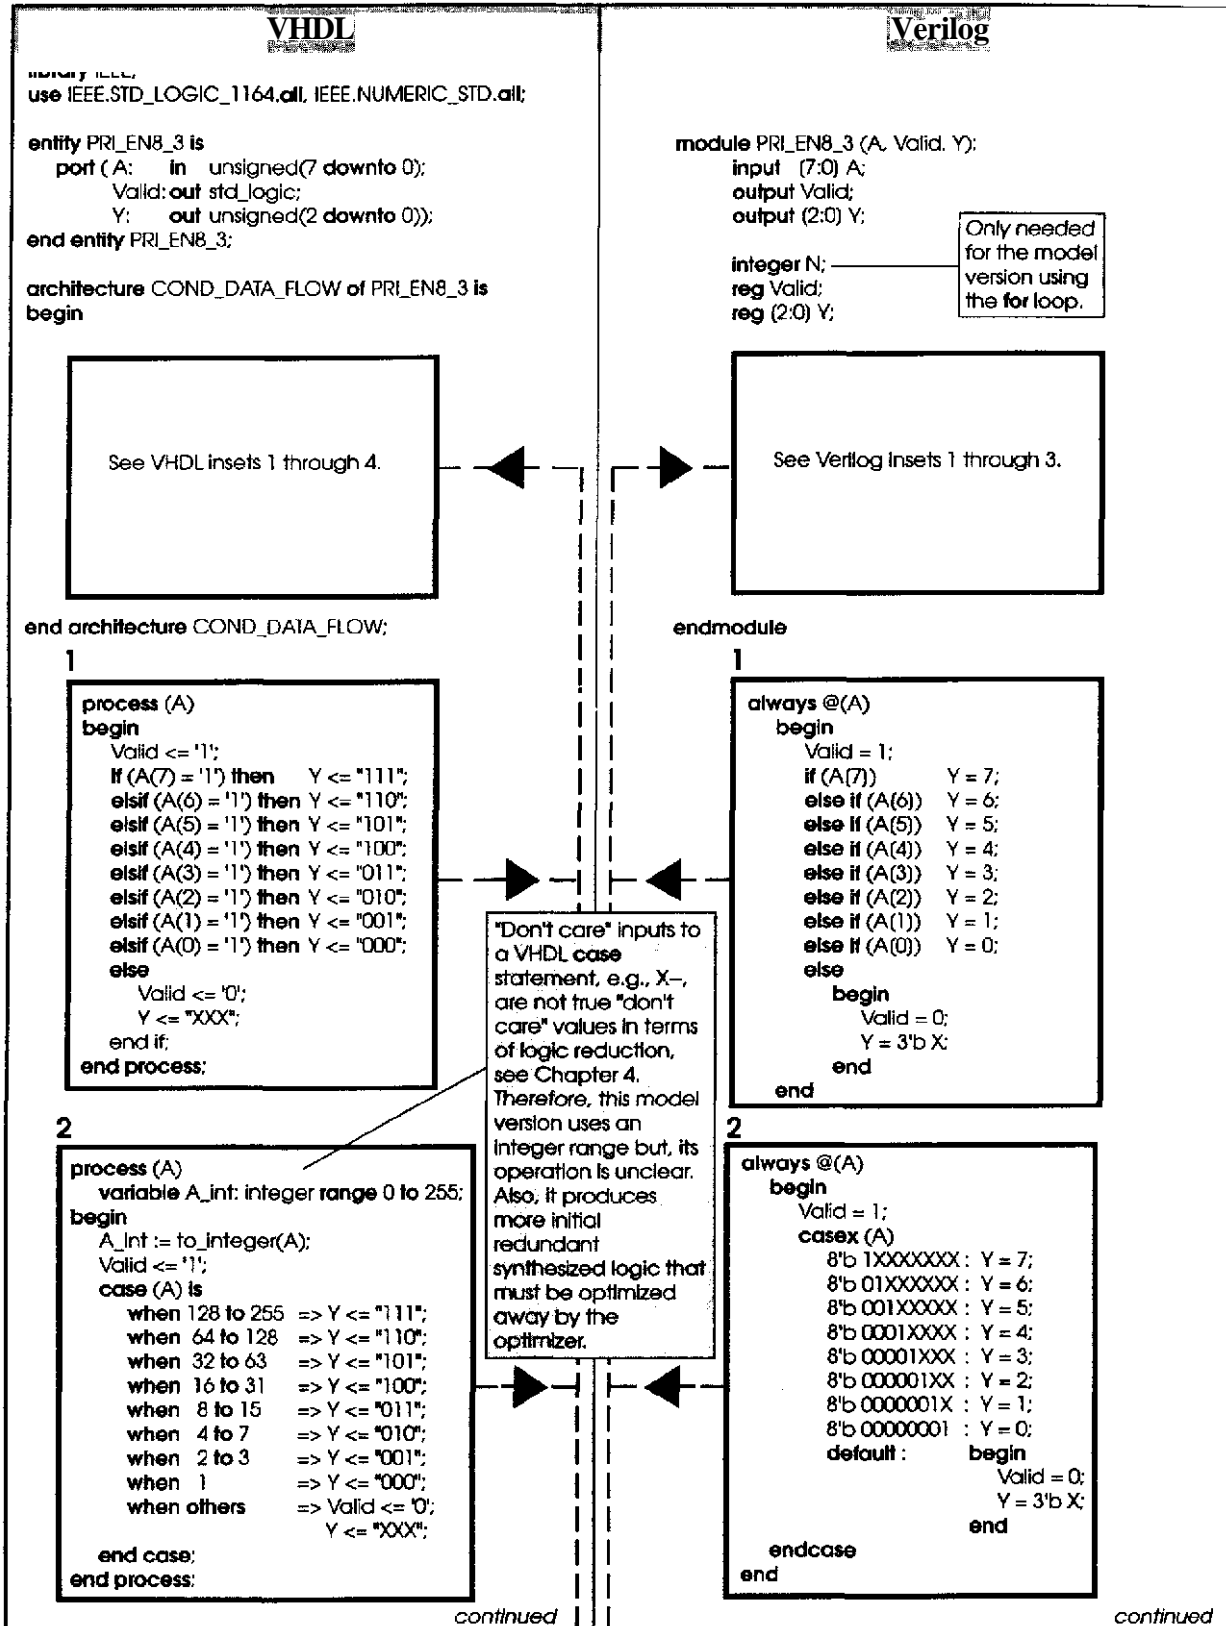 VHDL
library IEEE;
use IEEE.STD_LOGIC_1164.all, IEEE.NUMERIC_STD.all;
entity PRI_EN8_3 is
port ( A: in unsigned(7 downto 0);
Valid: out std_logic;
Y: out unsigned(2 downto 0));
end entity PRI_EN8_3;
architecture COND_DATA_FLOW of PRI_EN8_3 is
begin
See VHDL insets 1 through 4.
end architecture COND_DATA_FLOW;
1
process (A)
begin
Valid <= '1';
if (A(7) = '1') then Y <= "111";
elsif (A(6) = '1') then Y <= "110";
elsif (A(5) = '1') then Y <= "101";
elsif (A(4) = '1') then Y <= "100";
elsif (A(3) = '1') then Y <= "011";
elsif (A(2) = '1') then Y <= "010";
elsif (A(1) = '1') then Y <= "001";
elsif (A(0) = '1') then Y <= "000";
else
Valid <= '0';
Y <= "XXX";
end if;
end process;
2
process (A)
variable A_int: integer range 0 to 255;
begin
A_int := to_integer(A);
Valid <= '1';
case (A) is
when 128 to 255 => Y <= "111";
when 64 to 128 => Y <= "110";
when 32 to 63 => Y <= "101";
when 16 to 31 => Y <= "100";
when 8 to 15 => Y <= "011";
when 4 to 7 => Y <= "010";
when 2 to 3 => Y <= "001";
when 1 => Y <= "000";
when others => Valid <= '0';
Y <= "XXX";
end case;
end process;
continued
"Don't care" inputs to
a VHDL case
statement, e.g., X–,
are not true "don't
care" values in terms
of logic reduction,
see Chapter 4.
Therefore, this model
version uses an
integer range but, its
operation is unclear.
Also, it produces
more initial
redundant
synthesized logic that
must be optimized
away by the
optimizer.
Verilog
module PRI_EN8_3 (A, Valid, Y);
input (7:0) A;
output Valid;
output (2:0) Y;
integer N;
reg Valid;
reg (2:0) Y;
Only needed
for the model
version using
the for loop.
See Verilog insets 1 through 3.
endmodule
1
always @(A)
begin
Valid = 1;
if (A(7)) Y = 7;
else if (A(6)) Y = 6;
else if (A(5)) Y = 5;
else if (A(4)) Y = 4;
else if (A(3)) Y = 3;
else if (A(2)) Y = 2;
else if (A(1)) Y = 1;
else if (A(0)) Y = 0;
else
begin
Valid = 0;
Y = 3'b X;
end
end
2
always @(A)
begin
Valid = 1;
casex (A)
8'b 1XXXXXXX : Y = 7;
8'b 01XXXXXX : Y = 6;
8'b 001XXXXX : Y = 5;
8'b 0001XXXX : Y = 4;
8'b 00001XXX : Y = 3;
8'b 000001XX : Y = 2;
8'b 0000001X : Y = 1;
8'b 00000001 : Y = 0;
default : begin
Valid = 0;
Y = 3'b X;
end
endcase
end
continued